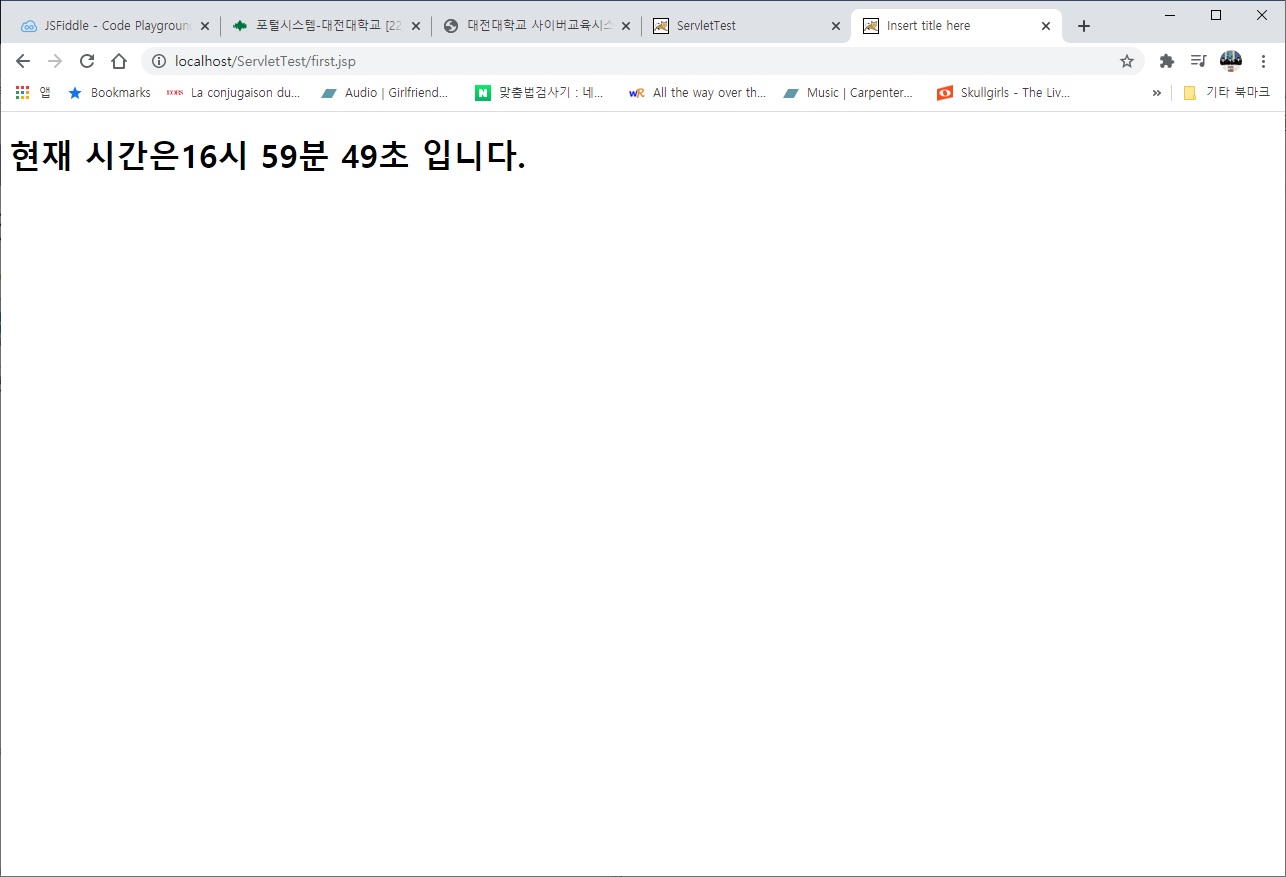 JSFiddle - Code Playground
포털시스템-대전대학교 [22
대전대학교 사이버교육시스
ServletTest
Insert title here
localhost/ServletTest/first.jsp
앱
Bookmarks
La conjugaison du...
Audio | Girlfriend...
N
맞춤법검사기 : 네...
wR
All the way over th...
Music | Carpenter...
Skullgirls - The Liv...
기타 북마크
현재 시간은16시 59분 49초 입니다.